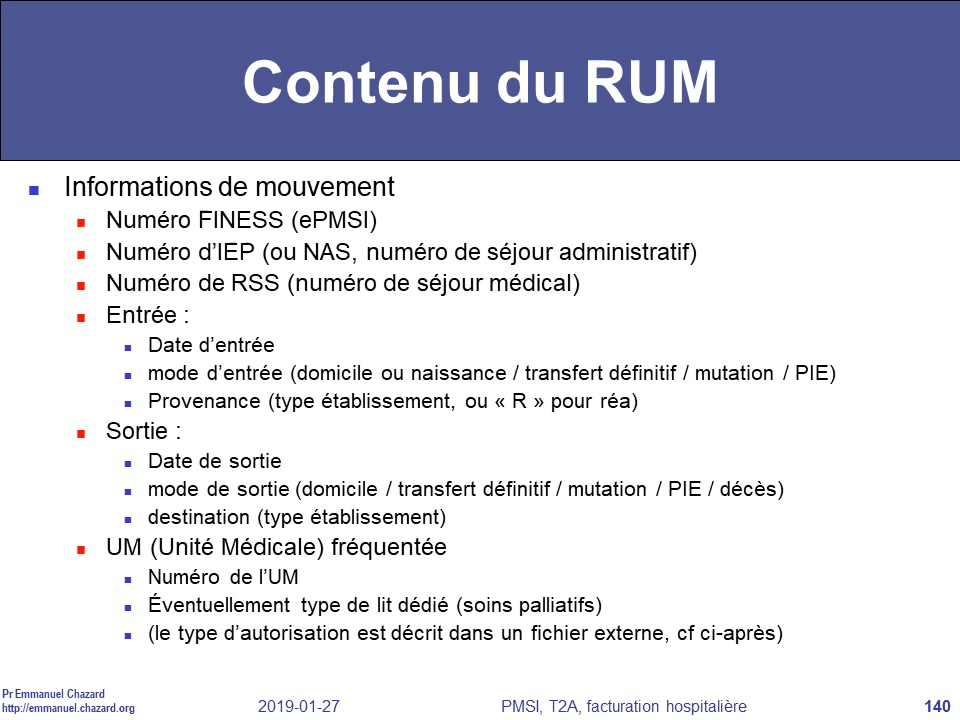 Contenu du RUM
Informations de mouvement
Numéro FINESS (ePMSI)
Numéro d’IEP (ou NAS, numéro de séjour administratif)
Numéro de RSS (numéro de séjour médical)
Entrée :
Date d’entrée
mode d’entrée (domicile ou naissance / transfert définitif / mutation / PIE)
Provenance (type établissement, ou « R » pour réa)
Sortie :
Date de sortie
mode de sortie (domicile / transfert définitif / mutation / PIE / décès)
destination (type établissement)
UM (Unité Médicale) fréquentée
Numéro de l’UM
Éventuellement type de lit dédié (soins palliatifs)
(le type d’autorisation est décrit dans un fichier externe, cf ci-après)
Pr Emmanuel Chazard
http://emmanuel.chazard.org
2019-01-27
PMSI, T2A, facturation hospitalière
140